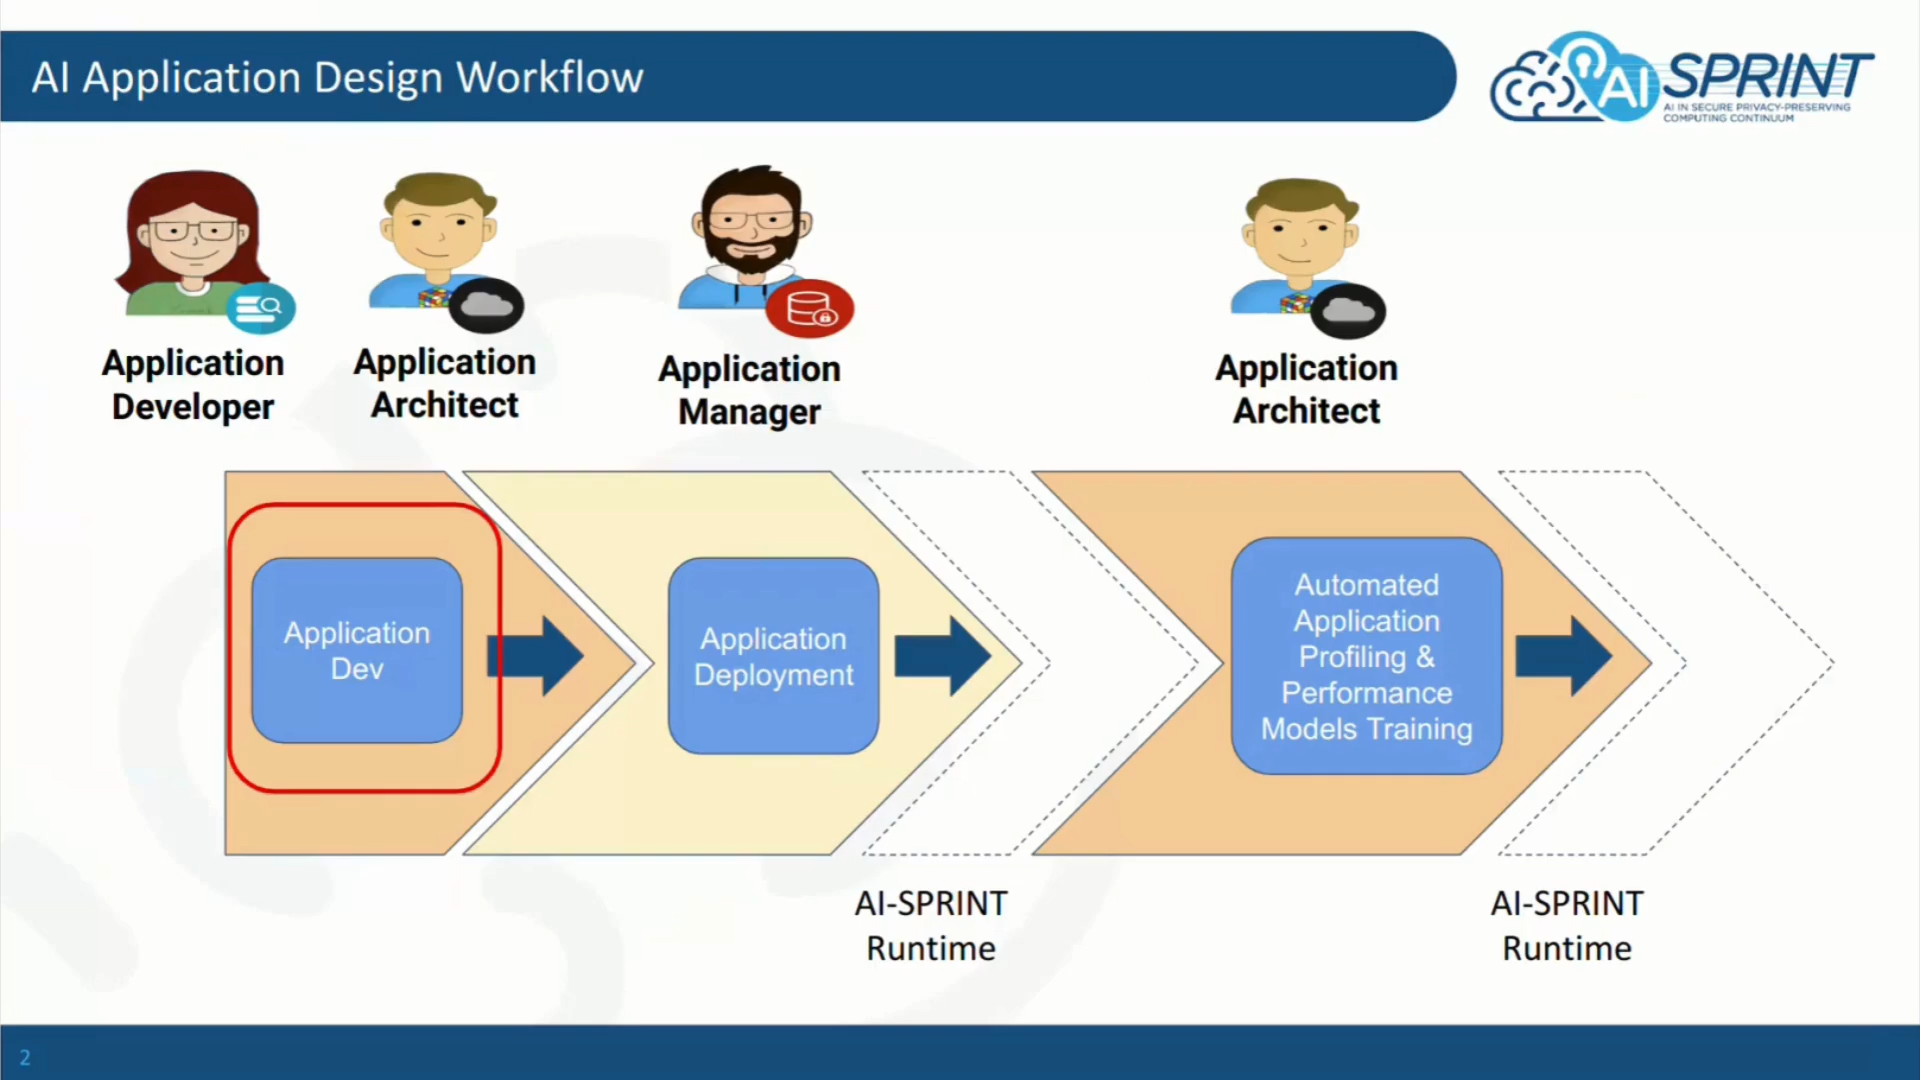 AI Application Design Workflow
AI SPRINT
AI IN SECURE PRIVACY-PRESERVING
COMPUTING CONTINUUM
Application
Developer
Application
Architect
Application
Manager
Application
Architect
Application
Dev
Application
Deployment
Automated
Application
Profiling &
Performance
Models Training
AI-SPRINT
Runtime
AI-SPRINT
Runtime
2